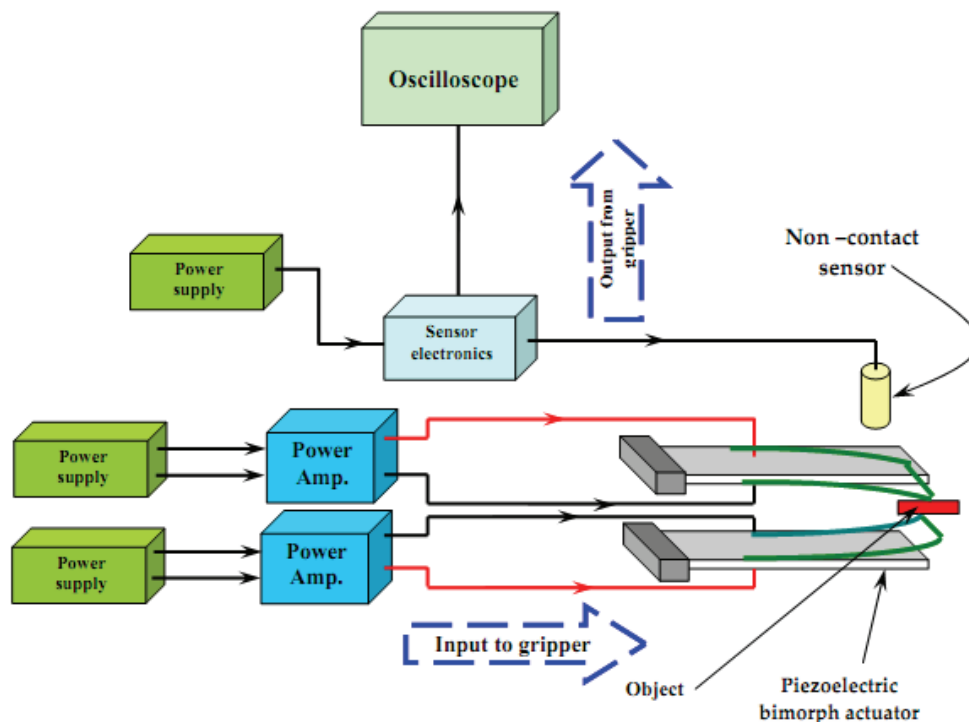 Oscilloscope
Output from
gripper
Non –contact
sensor
Power
supply
Sensor
electronics
Power
supply
Power
Amp.
Power
supply
Power
Amp.
Input to gripper
Object
Piezoelectric
bimorph actuator